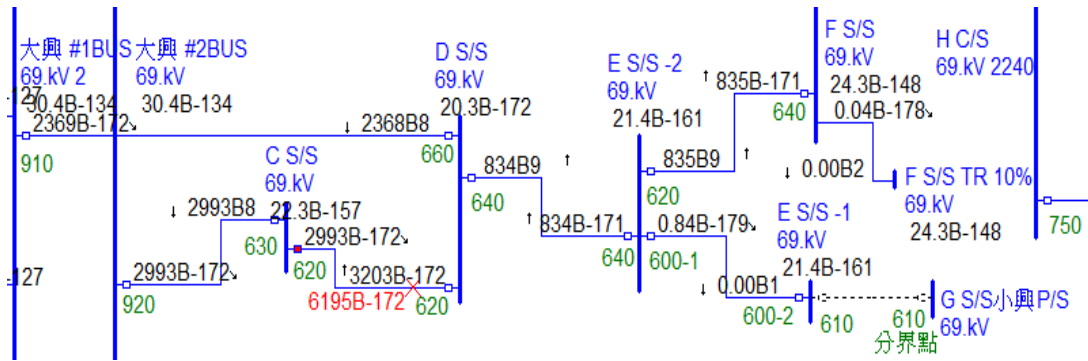 大興 #1BUS
69.kV 2
30.4B-134
127
2369B-172
910
127
大興 #2BUS
69.kV
30.4B-134
2993B-172
920
2993B8
C S/S
69.kV
22.3B-157
630
2993B-172
620
3203B-172
6195B-172
620
2368B8
660
D S/S
69.kV
20.3B-172
834B9
640
834B-171
640
E S/S -2
69.kV
21.4B-161
835B9
620
0.84B-179
600-1
835B-171
640
F S/S
69.kV
24.3B-148
0.04B-178
0.00B2
F S/S TR 10%
69.kV
24.3B-148
E S/S -1
69.kV
21.4B-161
0.00B1
600-2
610
610
分界點
G S/S小興P/S
69.kV
H C/S
69.kV 2240
750